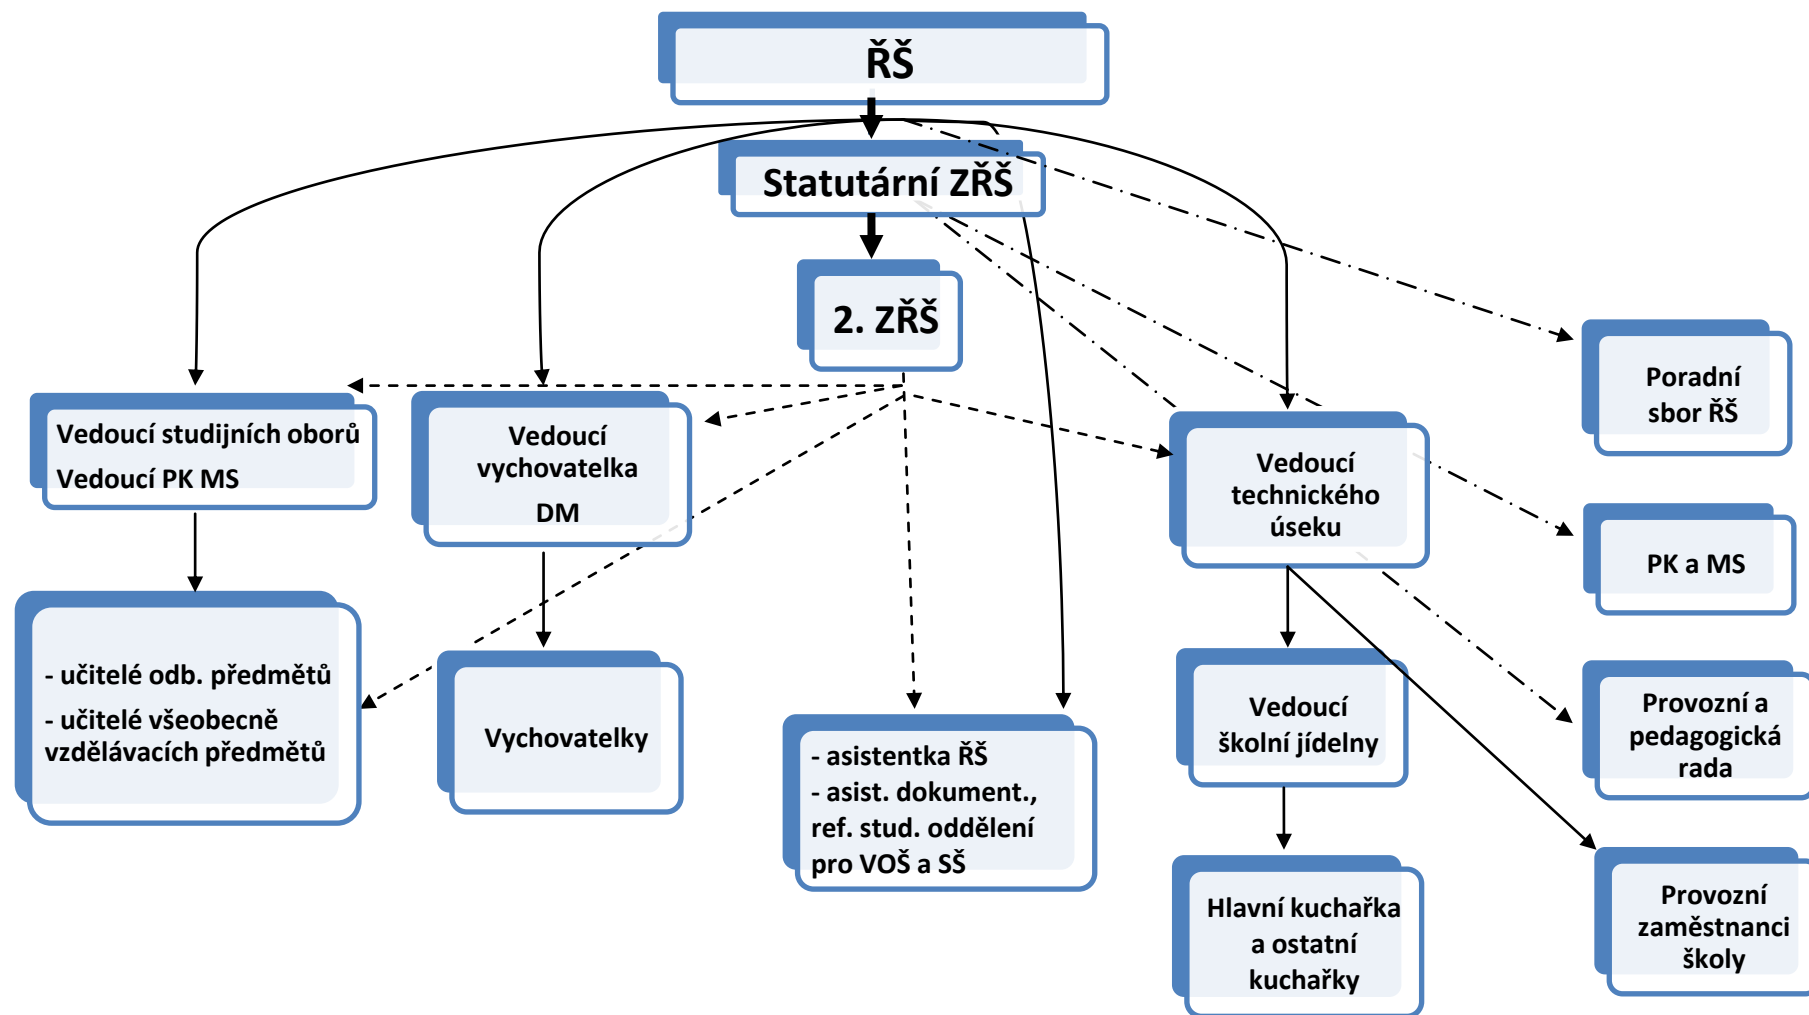 ŘŠ
Statutární ZŘŠ
2. ZŘŠ
Vedoucí studijních oborů
Vedoucí PK MS
Vedoucí
vychovatelka
DM
Vedoucí
technického
úseku
Poradní
sbor ŘŠ
PK a MS
- učitelé odb. předmětů
- učitelé všeobecně
vzdělávacích předmětů
Vychovatelky
- asistentka ŘŠ
- asist. dokument.,
ref. stud. oddělení
pro VOŠ a SŠ
Vedoucí
školní jídelny
Provozní a
pedagogická
rada
Hlavní kuchařka
a ostatní
kuchařky
Provozní
zaměstnanci
školy